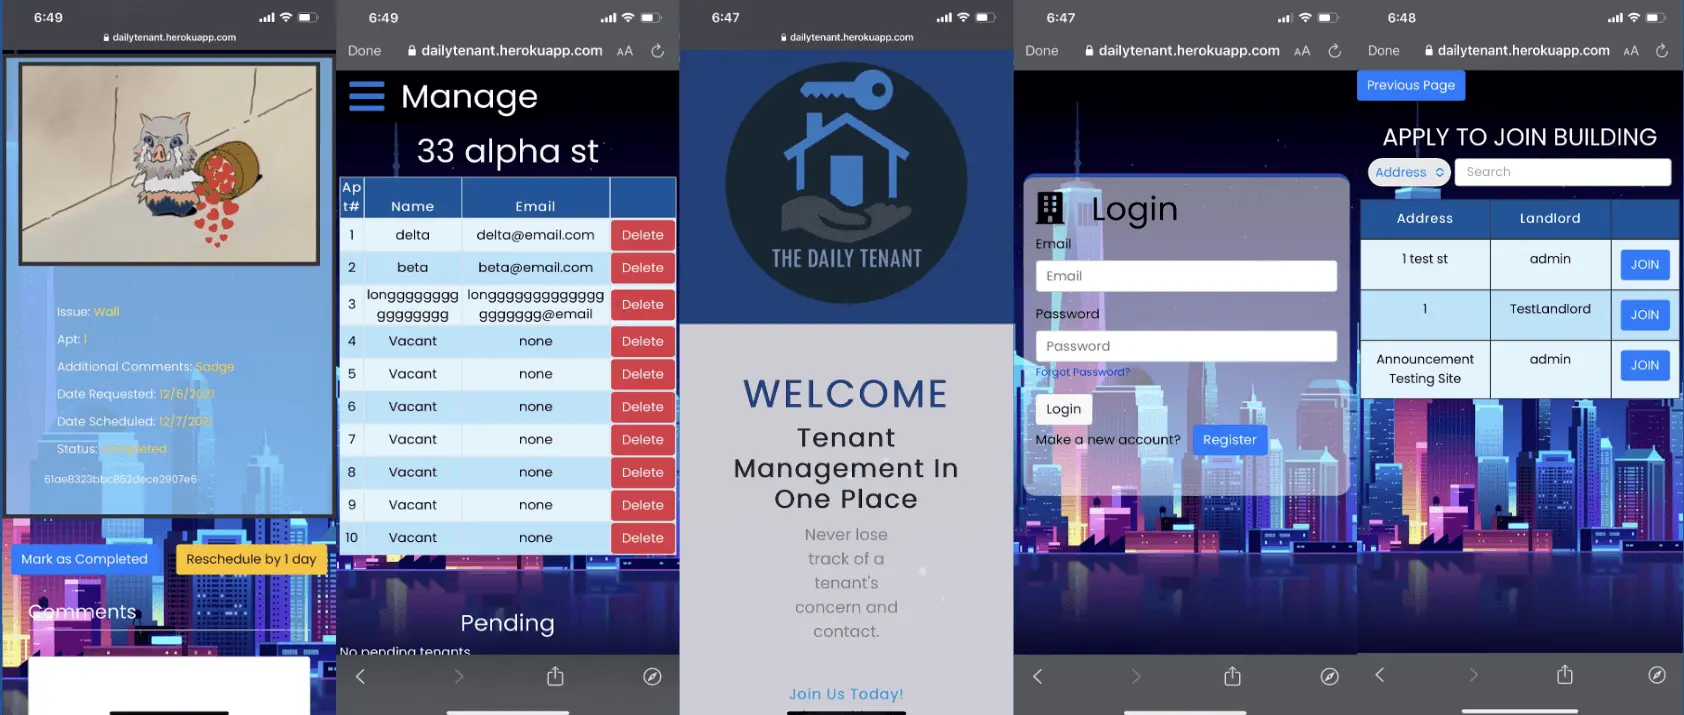 6:49
dailytenant.herokuapp.com
Issue: Wall
Apt: 1
Additional Comments: Sadge
Date Requested: 12/6/2021
Date Scheduled: 12/7/2021
Status: Completed
61ae8323bbc852dece2907e6
Mark as Completed
Reschedule by 1 day
Comments
6:49
Done
dailytenant.herokuapp.com
AA
Manage
33 alpha st
Ap
t# Name Email
1 delta delta@email.com Delete
2 beta beta@email.com Delete
3 longgggggggg longggggggggggggg Delete
ggggggggg ggggggg@email
4 Vacant none Delete
5 Vacant none Delete
6 Vacant none Delete
7 Vacant none Delete
8 Vacant none Delete
9 Vacant none Delete
10 Vacant none Delete
Pending
No pending tenants
6:47
dailytenant.herokuapp.com
THE DAILY TENANT
WELCOME
Tenant
Management In
One Place
Never lose
track of a
tenant's
concern and
contact.
Join Us Today!
6:47
Done
dailytenant.herokuapp.com
AA
Login
Email
Email
Password
Password
Forgot Password?
Login
Make a new account? Register
6:48
Done
dailytenant.herokuapp.com
AA
Previous Page
APPLY TO JOIN BUILDING
Address Search
Address Landlord
1 test st admin JOIN
1 TestLandlord JOIN
Announcement admin JOIN
Testing Site